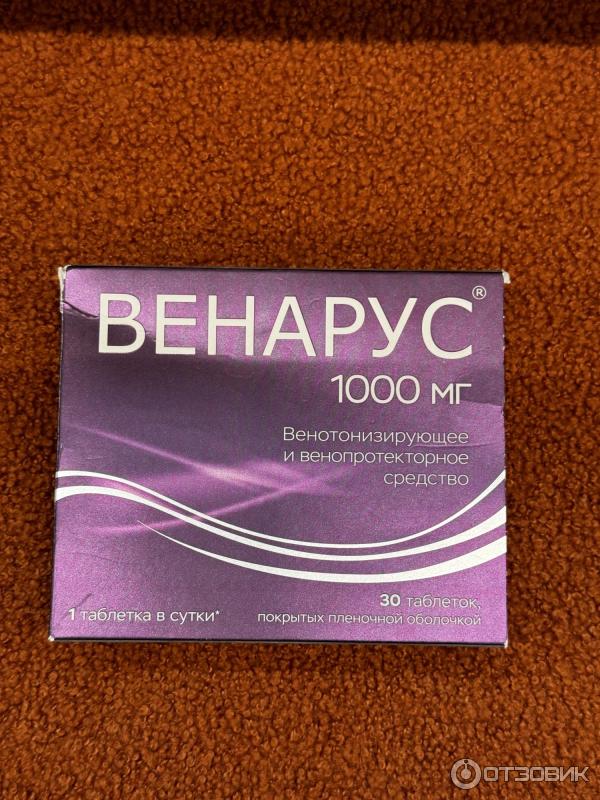 ВЕНАРУС®
1000 мг
Венотонизирующее
и венопротекторное
средство
30 таблеток,
покрытых пленочной оболочкой
1 таблетка в сутки*
ОТЗОВИК